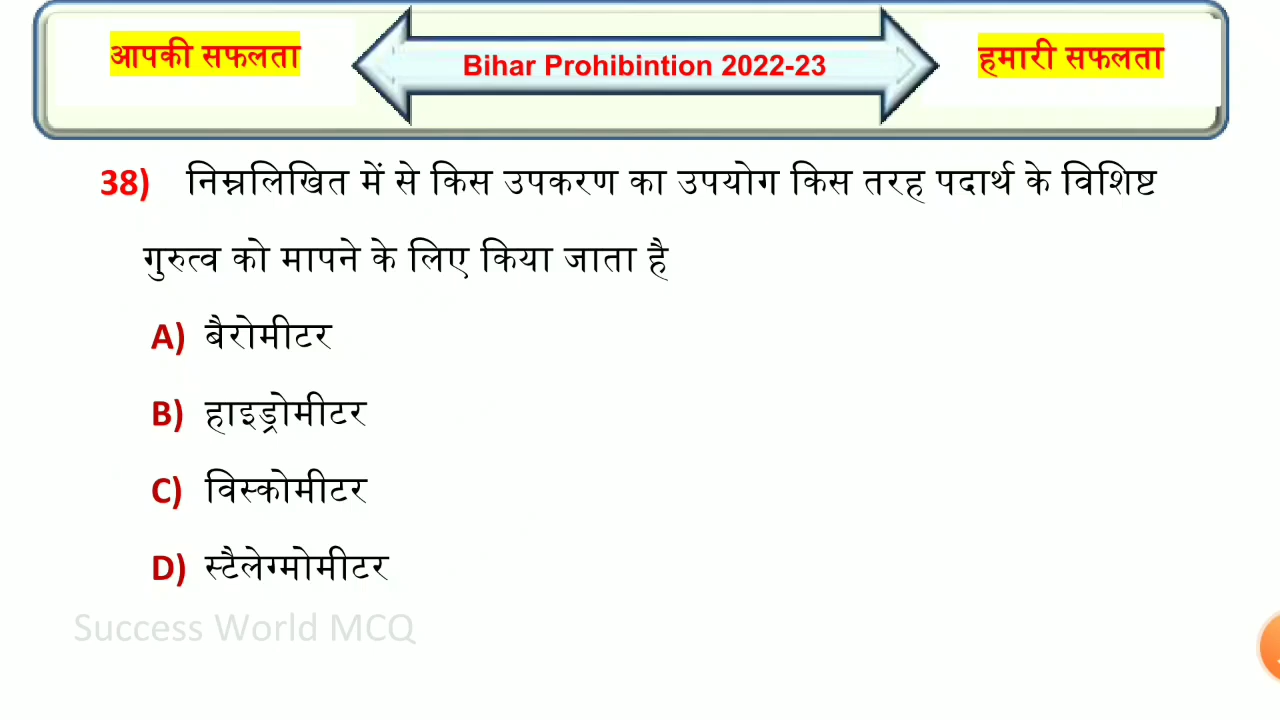 आपकी सफलता
Bihar Prohibintion 2022-23
हमारी सफलता
38) निम्नलिखित में से किस उपकरण का उपयोग किस तरह पदार्थ के विशिष्ट
गुरुत्व को मापने के लिए किया जाता है
A) बैरोमीटर
B) हाइड्रोमीटर
C) विस्कोमीटर
D) स्टैलेग्मोमीटर
Success World MCQ